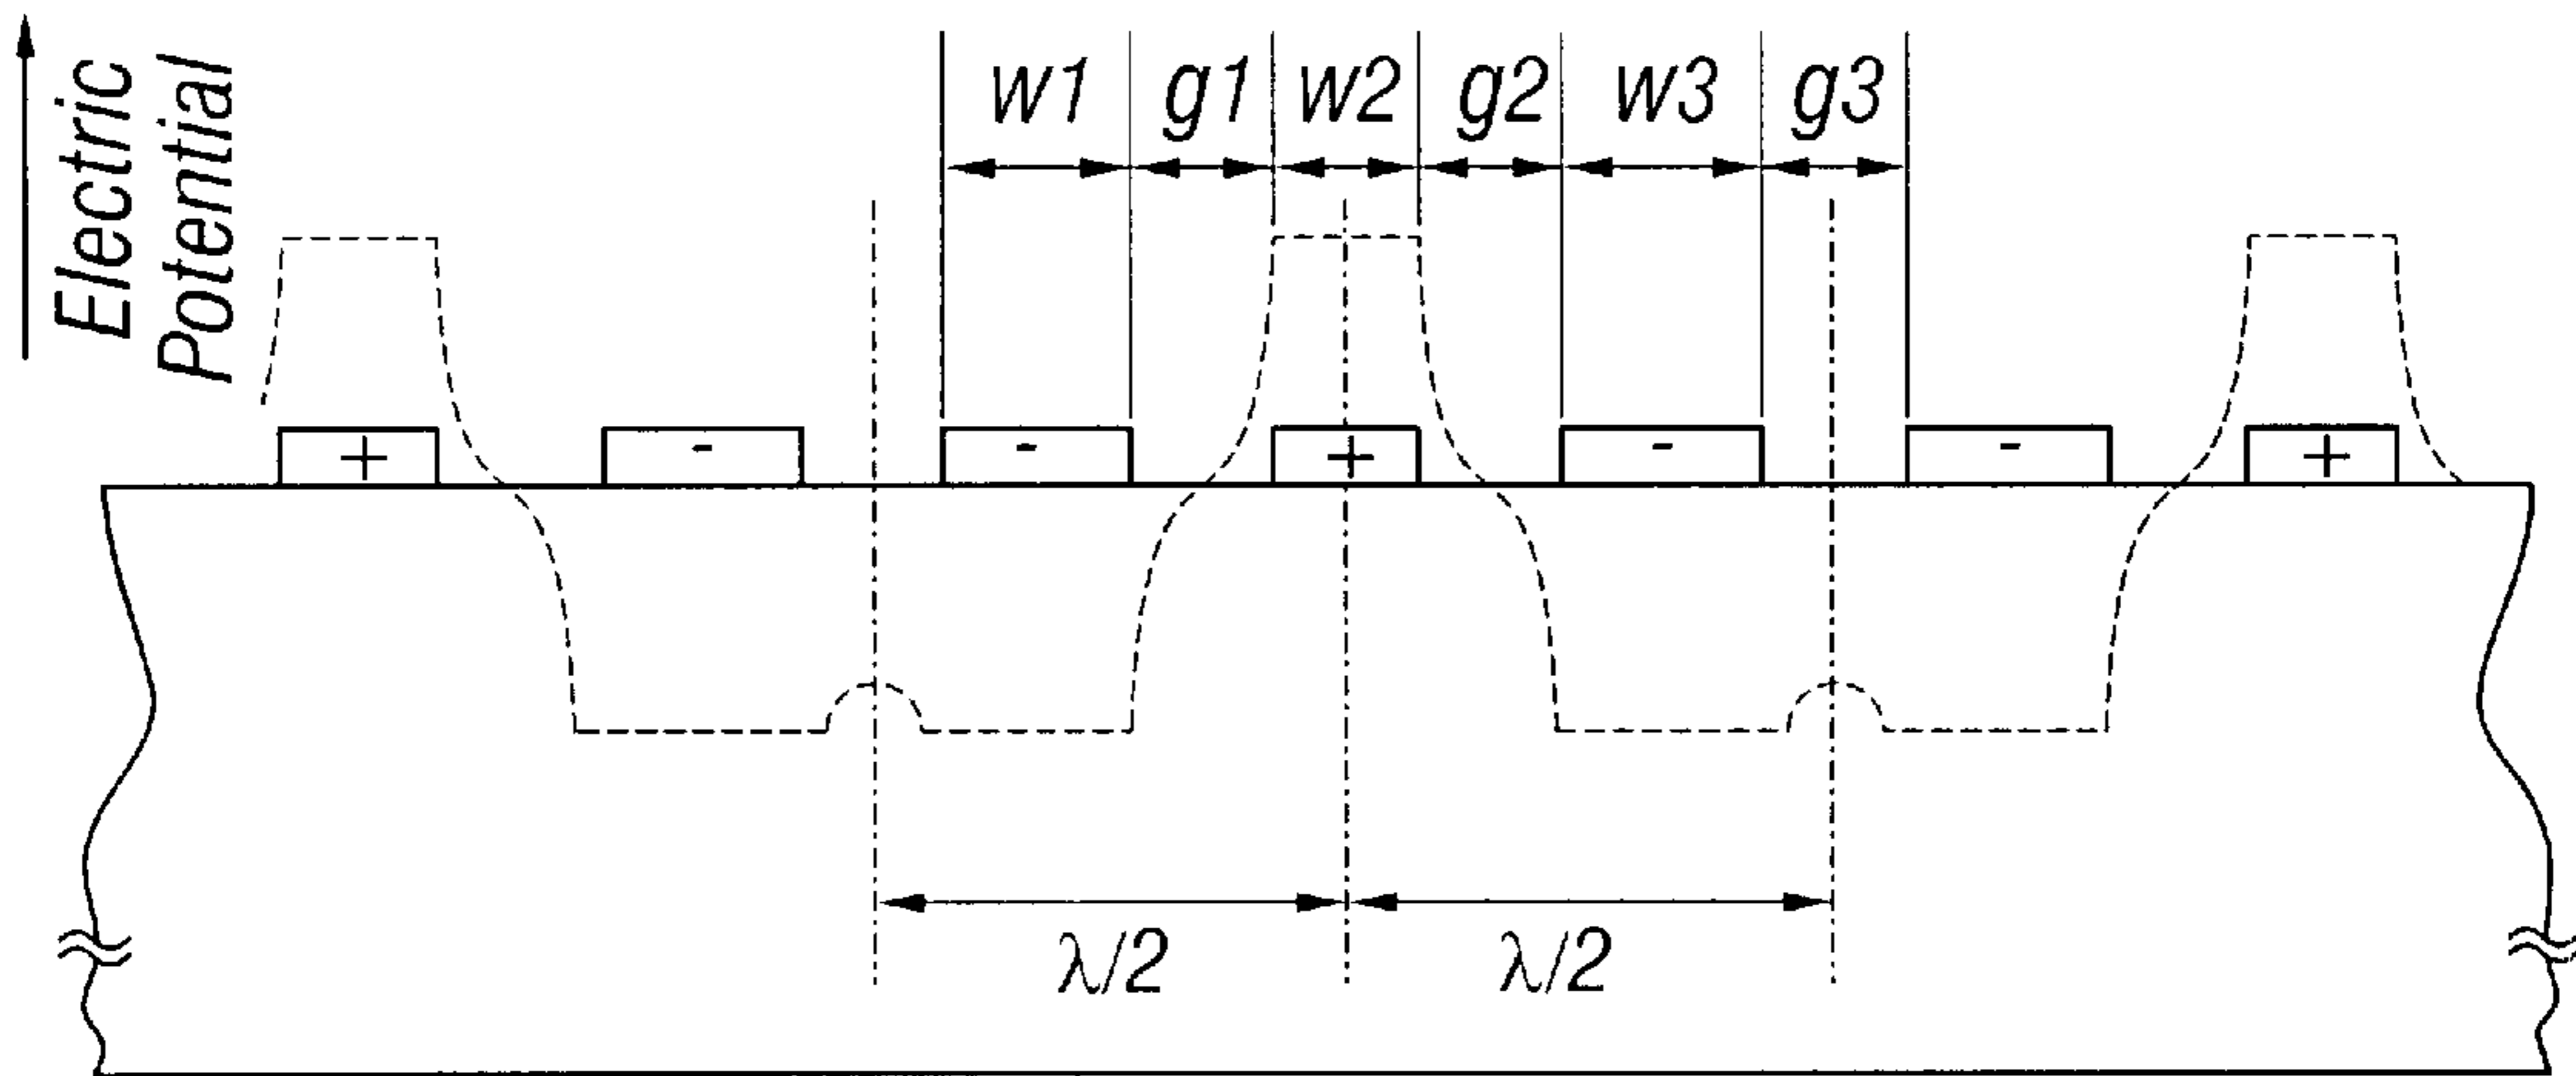 Electric
Potential
w1 g1 w2 g2 w3 g3
+ - - + - - +
λ/2 λ/2